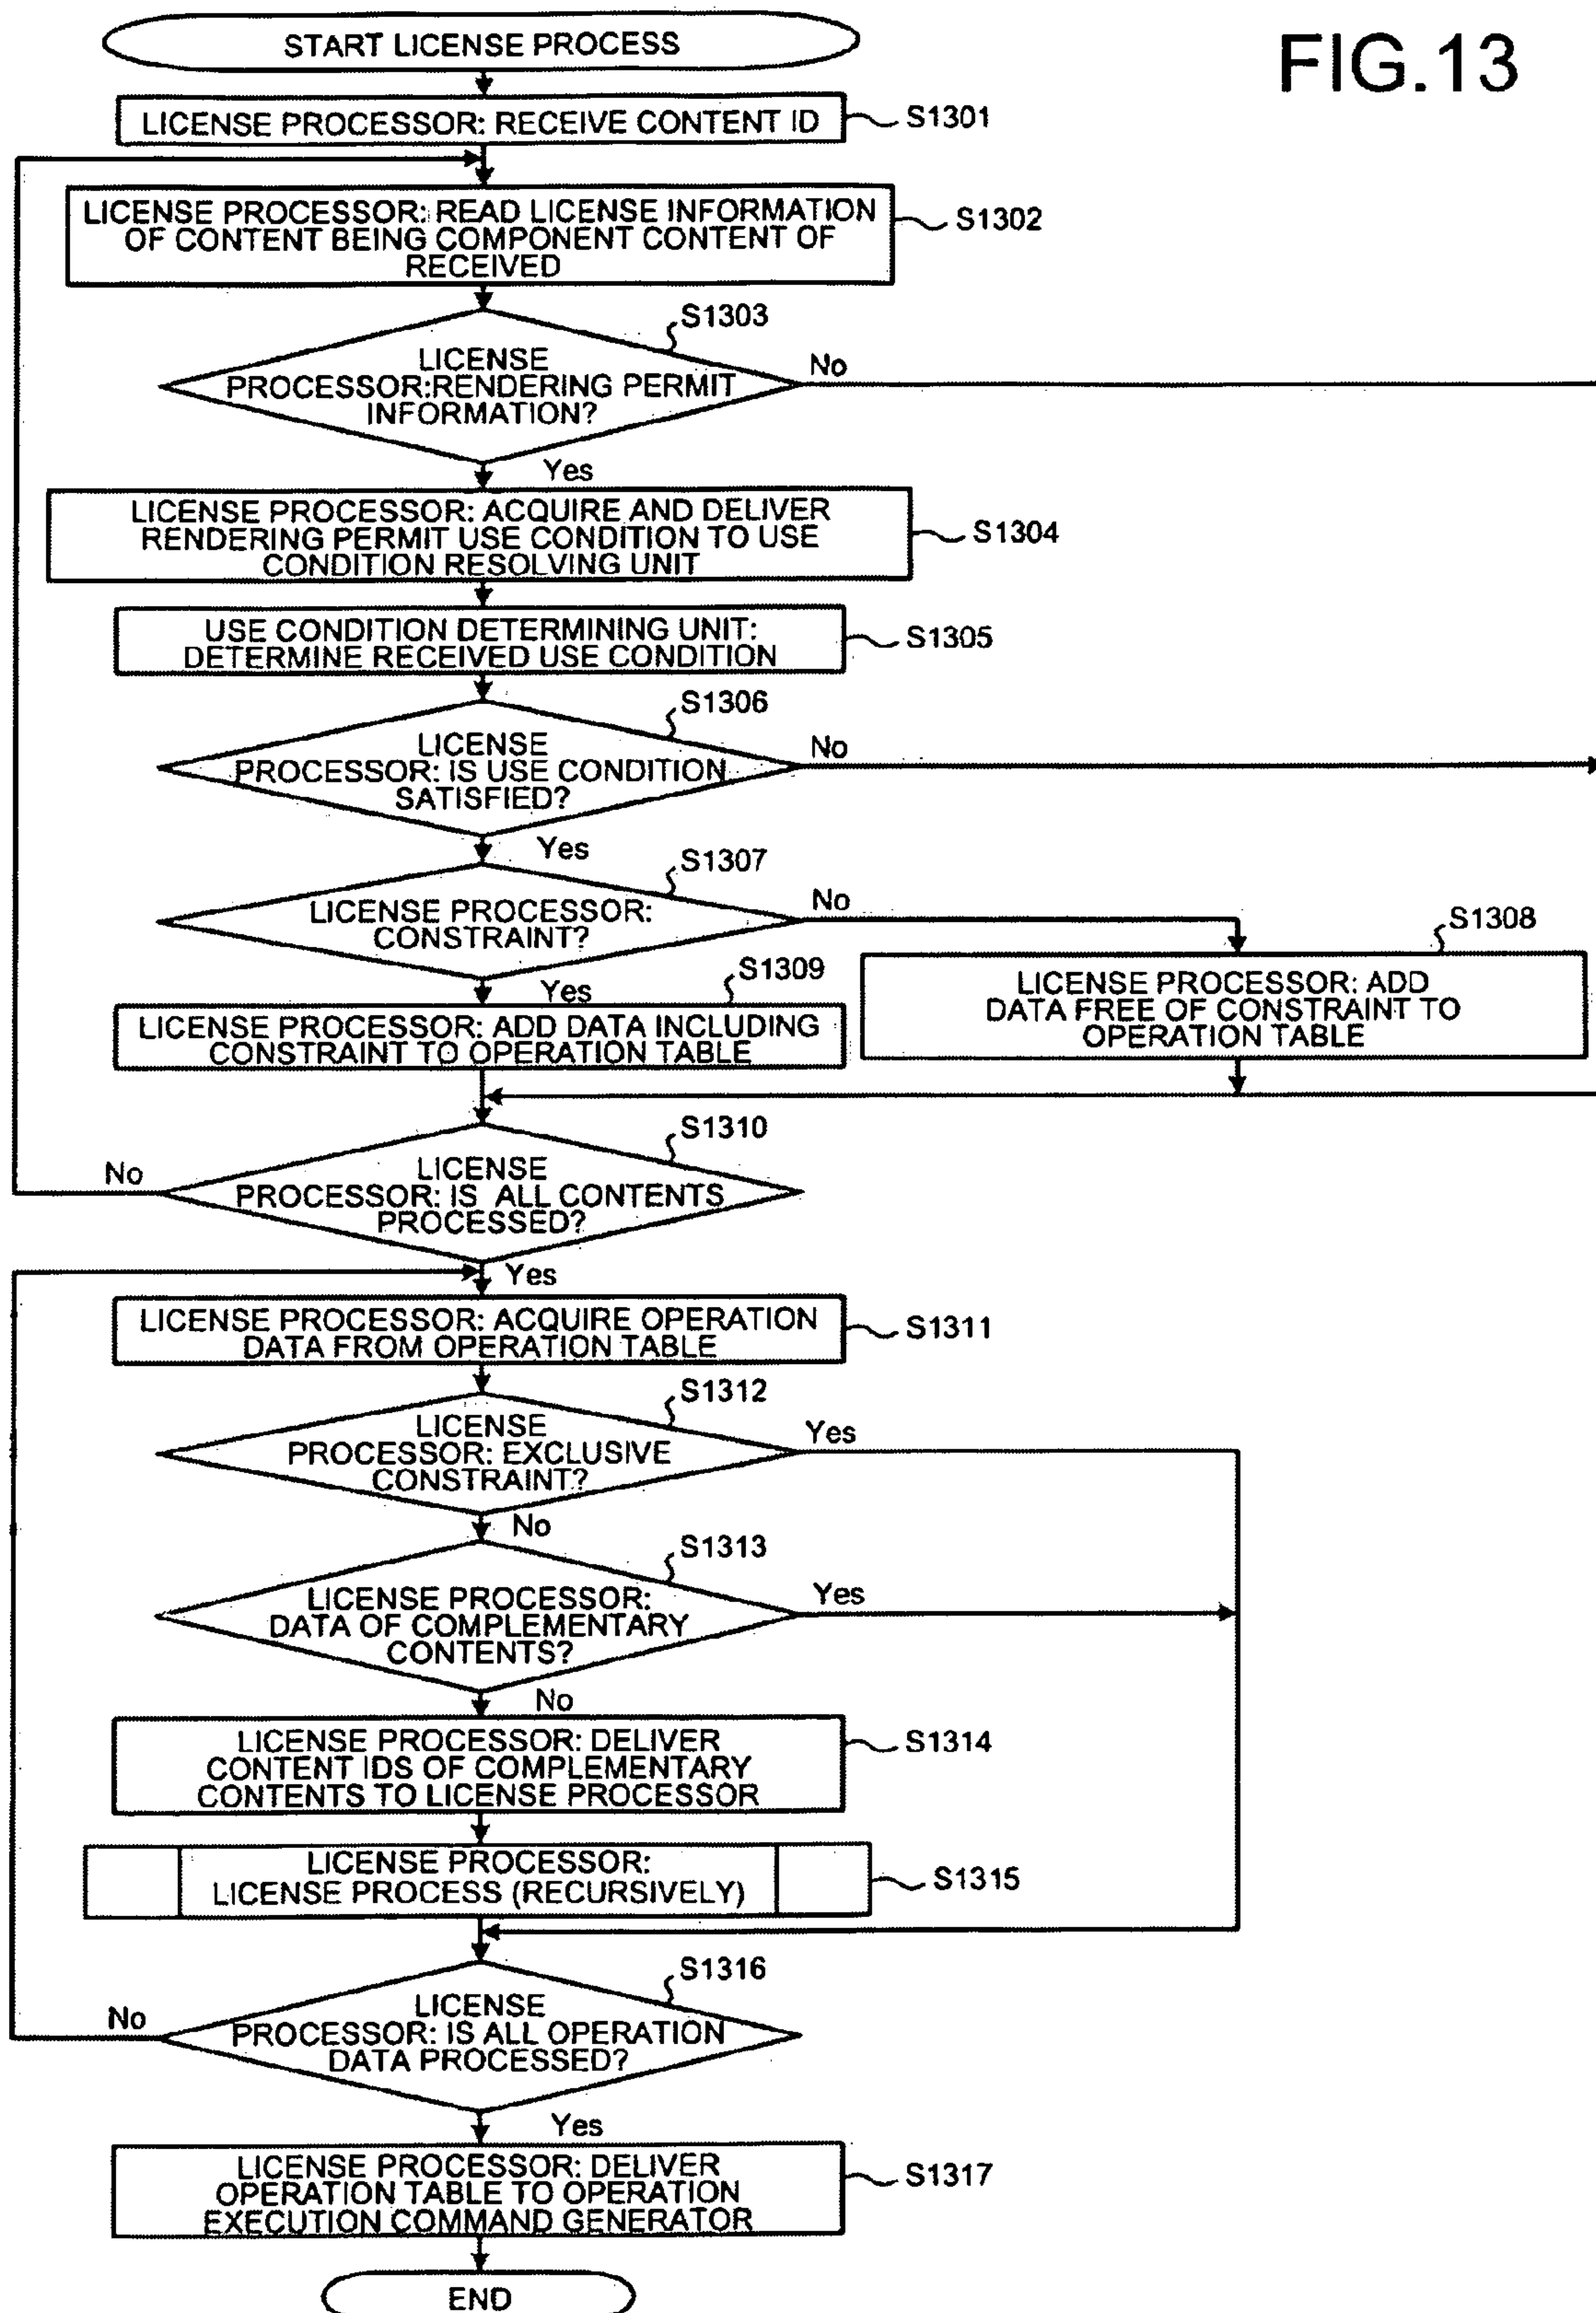 FIG.13
START LICENSE PROCESS
LICENSE PROCESSOR: RECEIVE CONTENT ID
S1301
LICENSE PROCESSOR: READ LICENSE INFORMATION
OF CONTENT BEING COMPONENT CONTENT OF
RECEIVED
S1302
S1303
LICENSE
PROCESSOR:RENDERING PERMIT
INFORMATION?
No
Yes
LICENSE PROCESSOR: ACQUIRE AND DELIVER
RENDERING PERMIT USE CONDITION TO USE
CONDITION RESOLVING UNIT
S1304
USE CONDITION DETERMINING UNIT:
DETERMINE RECEIVED USE CONDITION
S1305
S1306
LICENSE
PROCESSOR: IS USE CONDITION
SATISFIED?
No
Yes
S1307
LICENSE PROCESSOR:
CONSTRAINT?
No
S1308
LICENSE PROCESSOR: ADD
DATA FREE OF CONSTRAINT TO
OPERATION TABLE
Yes
S1309
LICENSE PROCESSOR: ADD DATA INCLUDING
CONSTRAINT TO OPERATION TABLE
S1310
LICENSE
PROCESSOR: IS ALL CONTENTS
PROCESSED?
No
Yes
LICENSE PROCESSOR: ACQUIRE OPERATION
DATA FROM OPERATION TABLE
S1311
S1312
LICENSE
PROCESSOR: EXCLUSIVE
CONSTRAINT?
Yes
No
S1313
LICENSE PROCESSOR:
DATA OF COMPLEMENTARY
CONTENTS?
Yes
No
LICENSE PROCESSOR: DELIVER
CONTENT IDS OF COMPLEMENTARY
CONTENTS TO LICENSE PROCESSOR
S1314
LICENSE PROCESSOR:
LICENSE PROCESS (RECURSIVELY)
S1315
S1316
LICENSE
PROCESSOR: IS ALL OPERATION
DATA PROCESSED?
No
Yes
LICENSE PROCESSOR: DELIVER
OPERATION TABLE TO OPERATION
EXECUTION COMMAND GENERATOR
S1317
END